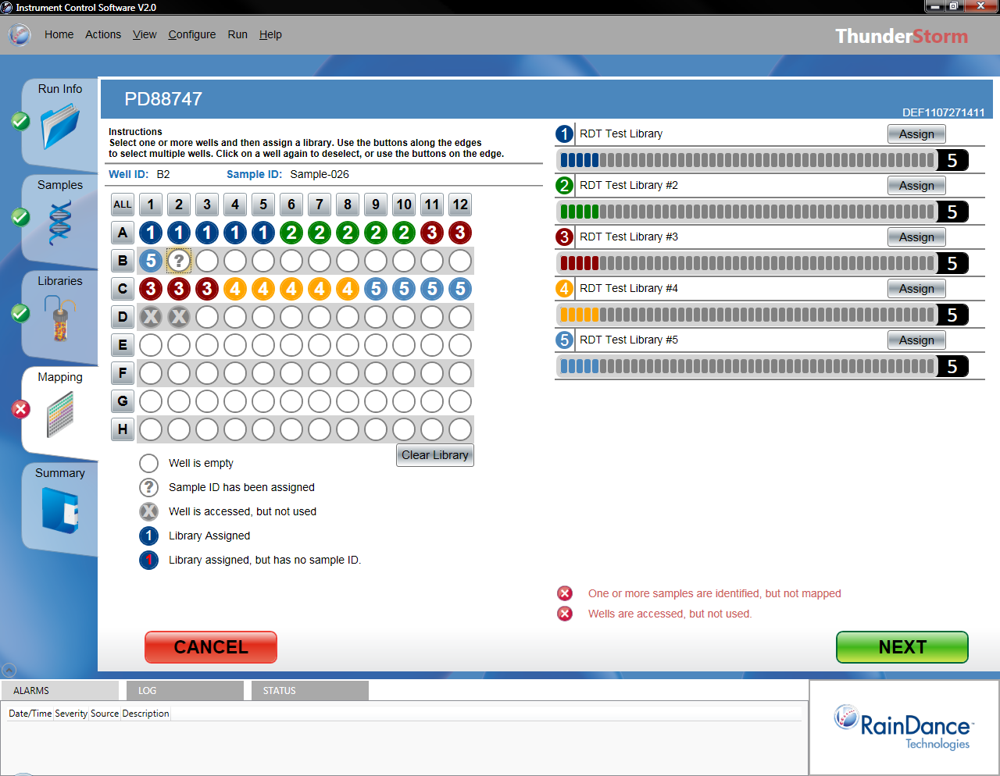 Instrument Control Software V2.0
Home Actions View Configure Run Help
ThunderStorm
Run Info
Samples
Libraries
Mapping
Summary
PD88747
DEF1107271411
Instructions
Select one or more wells and then assign a library. Use the buttons along the edges
to select multiple wells. Click on a well again to deselect, or use the buttons on the edge.
Well ID: B2 Sample ID: Sample-026
ALL 1 2 3 4 5 6 7 8 9 10 11 12
A 1 1 1 1 1 2 2 2 2 2 3 3
B 5 ?
C 3 3 3 4 4 4 4 4 5 5 5 5
D X X
E
F
G
H
Clear Library
Well is empty
? Sample ID has been assigned
X Well is accessed, but not used
1 Library Assigned
1 Library assigned, but has no sample ID.
1 RDT Test Library Assign
5
2 RDT Test Library #2 Assign
5
3 RDT Test Library #3 Assign
5
4 RDT Test Library #4 Assign
5
5 RDT Test Library #5 Assign
5
One or more samples are identified, but not mapped
Wells are accessed, but not used.
CANCEL
NEXT
ALARMS LOG STATUS
Date/Time Severity Source Description
RainDance™
Technologies